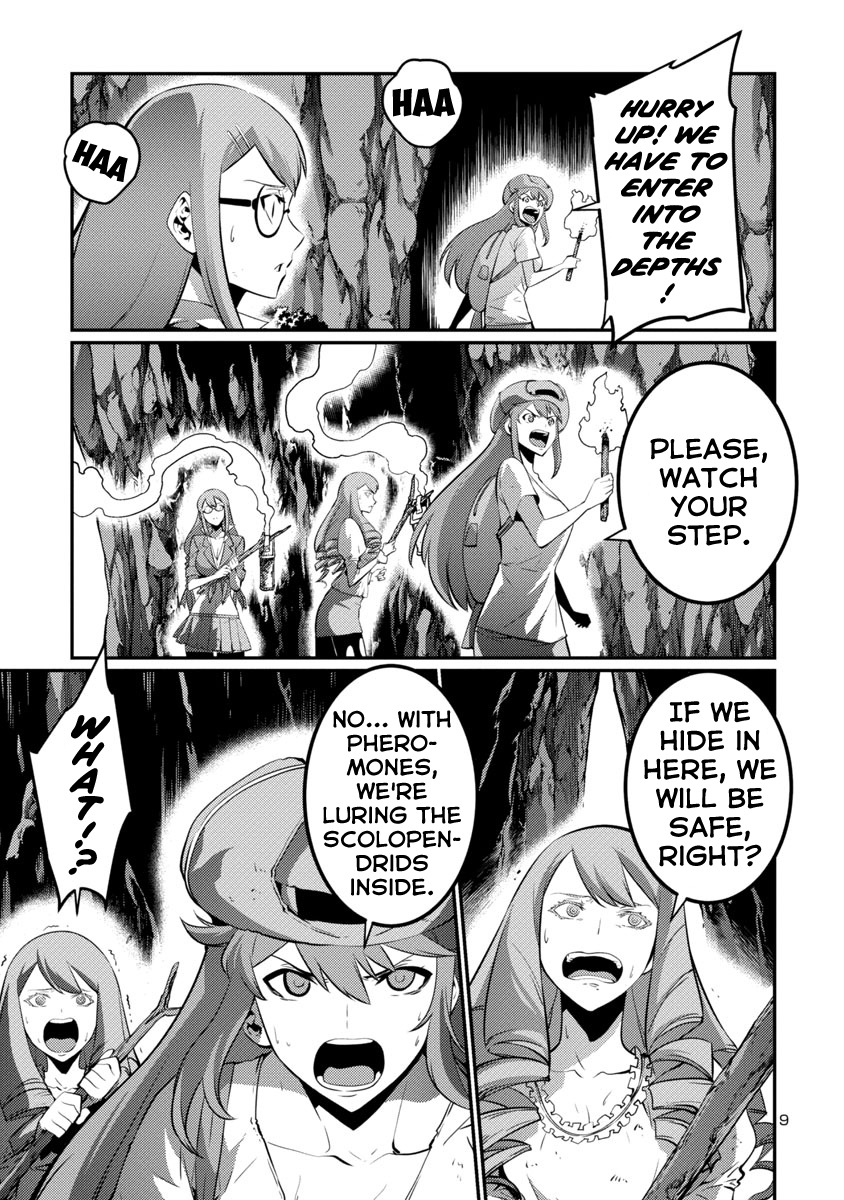 HURRY
UP! WE
HAVE TO
ENTER
INTO
THE
DEPTHS
!
HAA
HAA
PLEASE,
WATCH
YOUR
STEP.
IF WE
HIDE IN
HERE, WE
WILL BE
SAFE,
RIGHT?
NO... WITH
PHERO-
MONES,
WE'RE
LURING THE
SCOLOPEN-
DRIDS
INSIDE.
WHAT!?
9